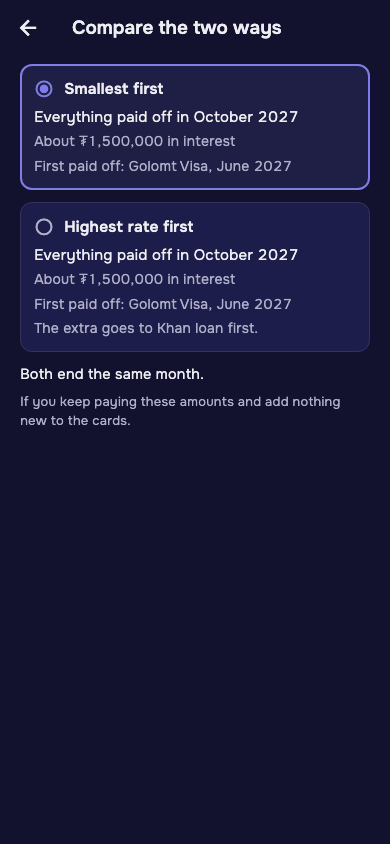 Compare the two ways
Smallest first
Everything paid off in October 2027
About ₮1,500,000 in interest
First paid off: Golomt Visa, June 2027
Highest rate first
Everything paid off in October 2027
About ₮1,500,000 in interest
First paid off: Golomt Visa, June 2027
The extra goes to Khan loan first.
Both end the same month.
If you keep paying these amounts and add nothing
new to the cards.